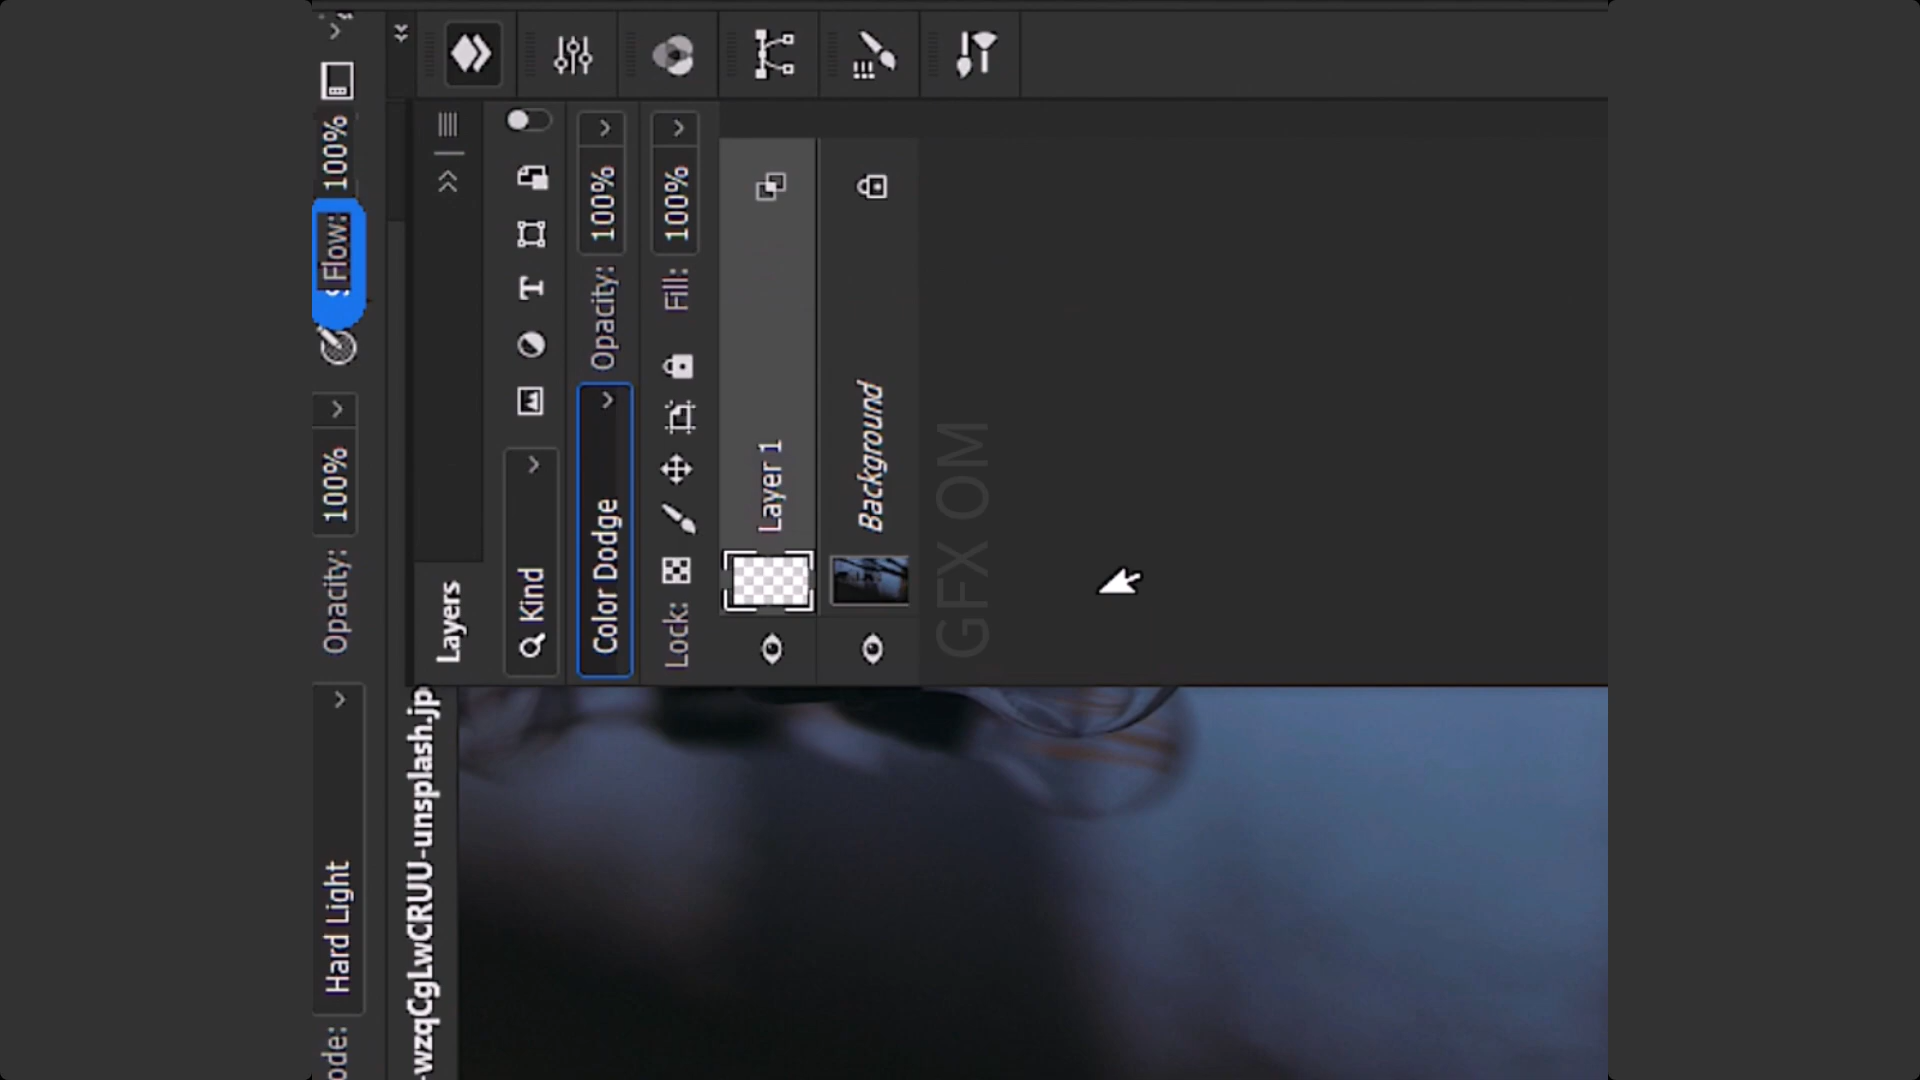 ode: Hard Light Opacity: 100% Flow: 100%
-wzqCgLwCRUU-unsplash.jp
Layers
Kind
Color Dodge Opacity: 100%
Lock: Fill: 100%
Layer 1
Background
GFX OM